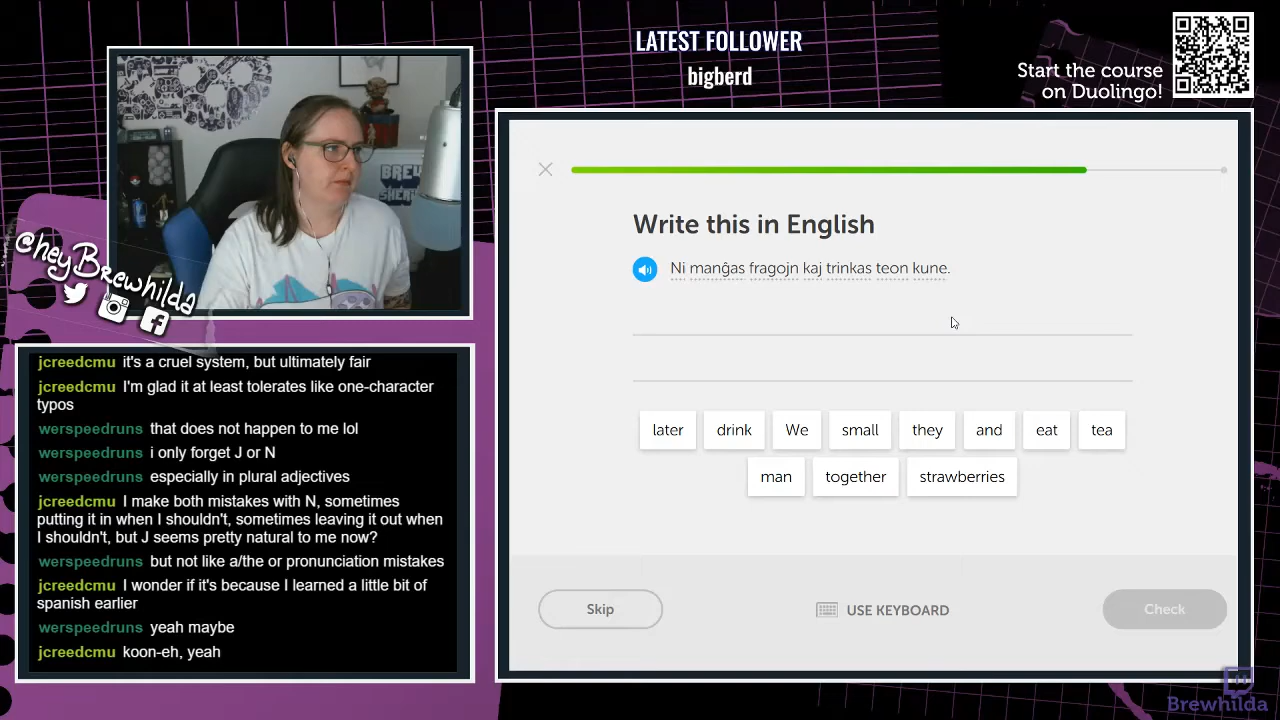 LATEST FOLLOWER
bigberd
Start the course
on Duolingo!
@heyBrewhilda
Write this in English
Ni manĝas fragojn kaj trinkas teon kune.
later
drink
We
small
they
and
eat
tea
man
together
strawberries
Skip
USE KEYBOARD
Check
jcreedcmu it's a cruel system, but ultimately fair
jcreedcmu I'm glad it at least tolerates like one-character
typos
werspeedruns that does not happen to me lol
werspeedruns i only forget J or N
werspeedruns especially in plural adjectives
jcreedcmu I make both mistakes with N, sometimes
putting it in when I shouldn't, sometimes leaving it out when
I shouldn't, but J seems pretty natural to me now?
werspeedruns but not like a/the or pronunciation mistakes
jcreedcmu I wonder if it's because I learned a little bit of
spanish earlier
werspeedruns yeah maybe
jcreedcmu koon-eh, yeah
Brewhilda